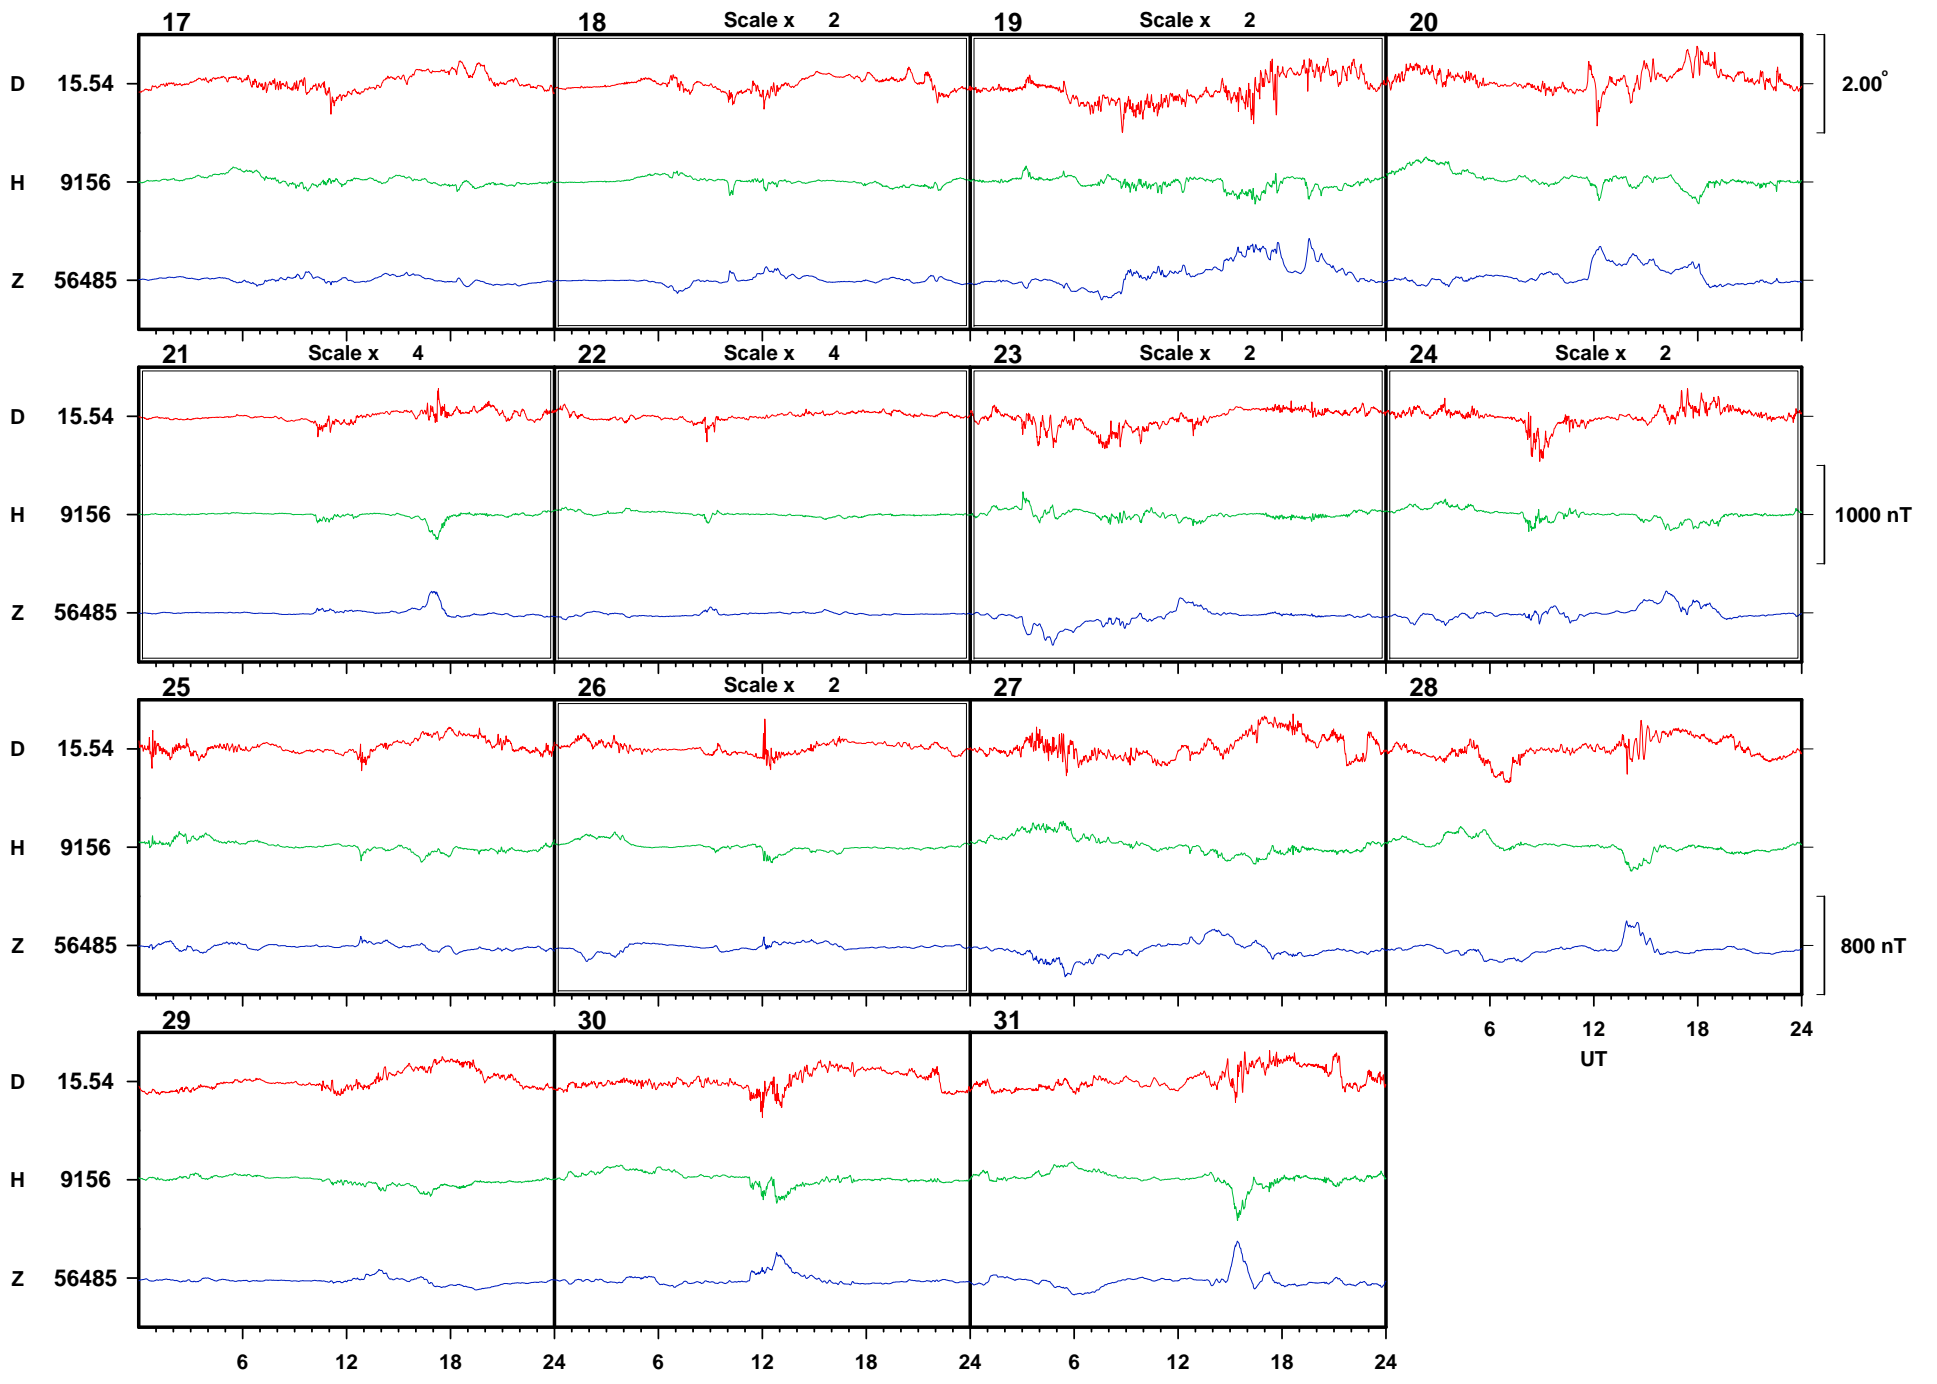 17 18 Scale x 2 19 Scale x 2 20
D 15.54 2.00°
H 9156
Z 56485
21 Scale x 4 22 Scale x 4 23 Scale x 2 24 Scale x 2
D 15.54
H 9156 1000 nT
Z 56485
25 26 Scale x 2 27 28
D 15.54
H 9156
Z 56485 800 nT
6 12 18 24
UT
29 30 31
D 15.54
H 9156
Z 56485
6 12 18 24 6 12 18 24 6 12 18 24